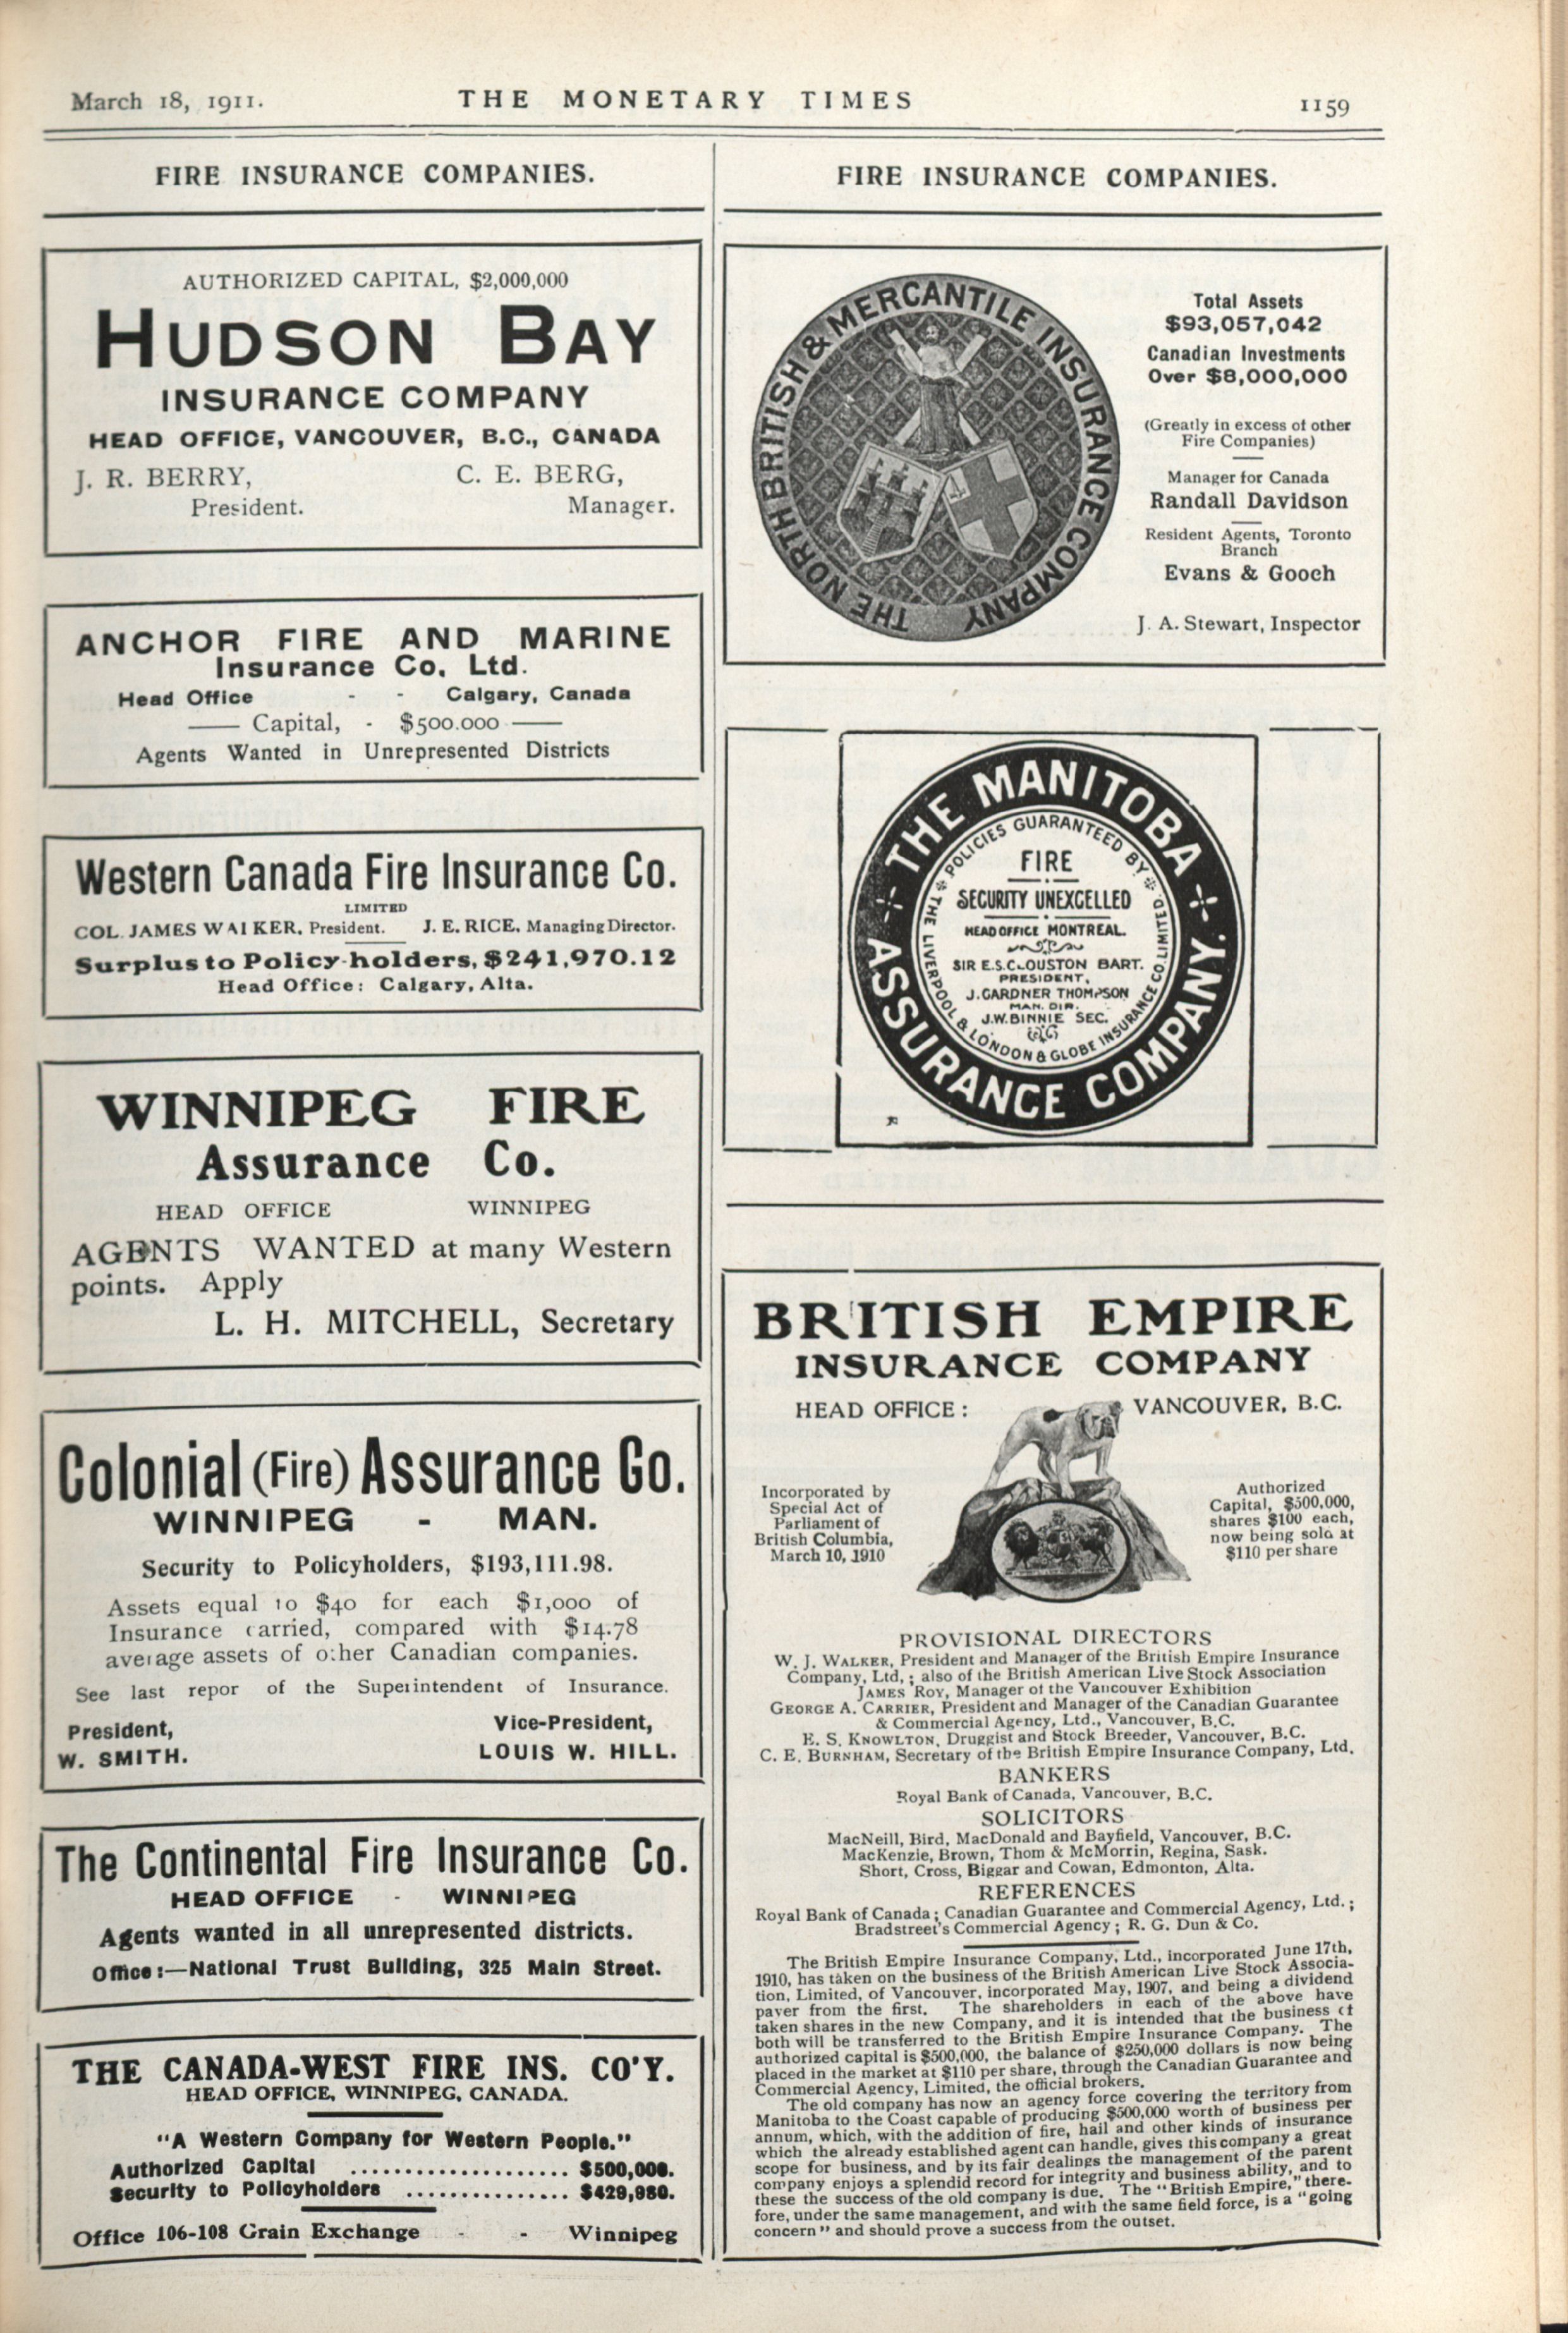 March 18, 1911.
THE MONETARY TIMES
1159
FIRE INSURANCE COMPANIES.
AUTHORIZED CAPITAL, $2,000,000
HUDSON BAY
INSURANCE COMPANY
HEAD OFFICE, VANCOUVER, B.C., CANADA
J. R. BERRY, C. E. BERG,
President. Manager.
ANCHOR FIRE AND MARINE
Insurance Co, Ltd.
Head Office - - Calgary, Canada
Capital, - $500.000
Agents Wanted in Unrepresented Districts
Western Canada Fire Insurance Co.
LIMITED
COL. JAMES WALKER, President. J. E. RICE, Managing Director.
Surplus to Policy-holders, $241,970.12
Head Office: Calgary, Alta.
WINNIPEG FIRE
Assurance Co.
HEAD OFFICE WINNIPEG
AGENTS WANTED at many Western
points. Apply
L. H. MITCHELL, Secretary
Colonial (Fire) Assurance Co.
WINNIPEG - MAN.
Security to Policyholders, $193,111.98.
Assets equal to $40 for each $1,000 of
Insurance carried, compared with $14.78
average assets of other Canadian companies.
See last repor of the Superintendent of Insurance.
President, Vice-President,
W. SMITH. LOUIS W. HILL.
The Continental Fire Insurance Co.
HEAD OFFICE - WINNIPEG
Agents wanted in all unrepresented districts.
Office:—National Trust Building, 325 Main Street.
THE CANADA-WEST FIRE INS. CO'Y.
HEAD OFFICE, WINNIPEG, CANADA.
"A Western Company for Western People."
Authorized Capital .................... $500,000.
Security to Policyholders ............... $429,980.
Office 106-108 Grain Exchange - - Winnipeg
FIRE INSURANCE COMPANIES.
THE NORTH BRITISH & MERCANTILE INSURANCE COMPANY
Total Assets
$93,057,042
Canadian Investments
Over $8,000,000
(Greatly in excess of other
Fire Companies)
Manager for Canada
Randall Davidson
Resident Agents, Toronto
Branch
Evans & Gooch
J. A. Stewart, Inspector
THE MANITOBA
ASSURANCE COMPANY.
POLICIES GUARANTEED BY
THE LIVERPOOL & LONDON & GLOBE INSURANCE CO. LIMITED.
FIRE
SECURITY UNEXCELLED
HEAD OFFICE MONTREAL.
SIR E.S. CLOUSTON BART.
PRESIDENT,
J. GARDNER THOMPSON
MAN. DIR.
J.W. BINNIE SEC.
BRITISH EMPIRE
INSURANCE COMPANY
HEAD OFFICE: VANCOUVER, B.C.
Incorporated by
Special Act of
Parliament of
British Columbia,
March 10, 1910
Authorized
Capital, $500,000,
shares $100 each,
now being sold at
$110 per share
PROVISIONAL DIRECTORS
W. J. WALKER, President and Manager of the British Empire Insurance
Company, Ltd,; also of the British American Live Stock Association
JAMES ROY, Manager of the Vancouver Exhibition
GEORGE A. CARRIER, President and Manager of the Canadian Guarantee
& Commercial Agency, Ltd., Vancouver, B.C.
E. S. KNOWLTON, Druggist and Stock Breeder, Vancouver, B.C.
C. E. BURNHAM, Secretary of the British Empire Insurance Company, Ltd.
BANKERS
Royal Bank of Canada, Vancouver, B.C.
SOLICITORS
MacNeill, Bird, MacDonald and Bayfield, Vancouver, B.C.
MacKenzie, Brown, Thom & McMorrin, Regina, Sask.
Short, Cross, Biggar and Cowan, Edmonton, Alta.
REFERENCES
Royal Bank of Canada; Canadian Guarantee and Commercial Agency, Ltd.;
Bradstreet's Commercial Agency; R. G. Dun & Co.
The British Empire Insurance Company, Ltd., incorporated June 17th,
1910, has taken on the business of the British American Live Stock Associa-
tion, Limited, of Vancouver, incorporated May, 1907, and being a dividend
payer from the first. The shareholders in each of the above have
taken shares in the new Company, and it is intended that the business of
both will be transferred to the British Empire Insurance Company. The
authorized capital is $500,000, the balance of $250,000 dollars is now being
placed in the market at $110 per share, through the Canadian Guarantee and
Commercial Agency, Limited, the official brokers.
The old company has now an agency force covering the territory from
Manitoba to the Coast capable of producing $500,000 worth of business per
annum, which, with the addition of fire, hail and other kinds of insurance
which the already established agent can handle, gives this company a great
scope for business, and by its fair dealings the management of the parent
company enjoys a splendid record for integrity and business ability, and to
these the success of the old company is due. The "British Empire," there-
fore, under the same management, and with the same field force, is a "going
concern" and should prove a success from the outset.